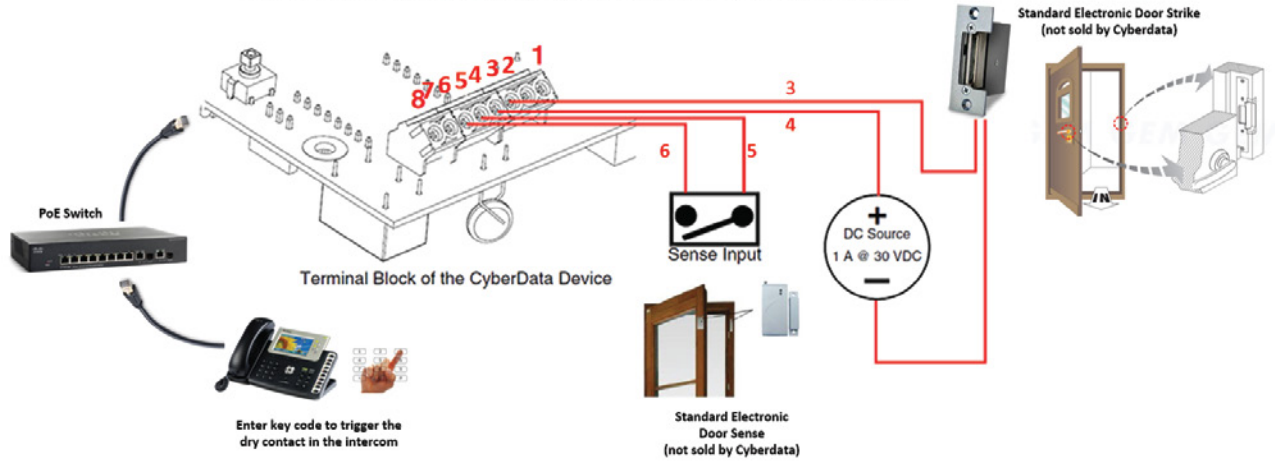 Standard Electronic Door Strike
(not sold by Cyberdata)
1
2
3
4
5
6
7
8
3
4
6
5
PoE Switch
Sense Input
+
DC Source
1 A @ 30 VDC
—
IN
Terminal Block of the CyberData Device
Enter key code to trigger the
dry contact in the intercom
Standard Electronic
Door Sense
(not sold by Cyberdata)